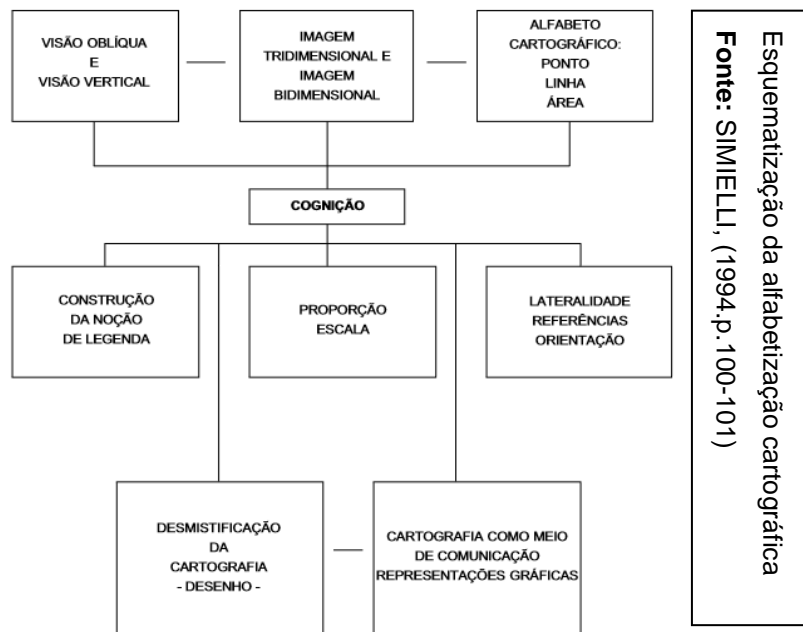 VISÃO OBLÍQUA
E
VISÃO VERTICAL
IMAGEM
TRIDIMENSIONAL E
IMAGEM
BIDIMENSIONAL
ALFABETO
CARTOGRÁFICO:
PONTO
LINHA
ÁREA
COGNIÇÃO
CONSTRUÇÃO
DA NOÇÃO
DE LEGENDA
PROPORÇÃO
ESCALA
LATERALIDADE
REFERÊNCIAS
ORIENTAÇÃO
DESMISTIFICAÇÃO
DA
CARTOGRAFIA
- DESENHO -
CARTOGRAFIA COMO MEIO
DE COMUNICAÇÃO
REPRESENTAÇÕES GRÁFICAS
Esquematização da alfabetização cartográfica
Fonte: SIMIELLI, (1994.p.100-101)